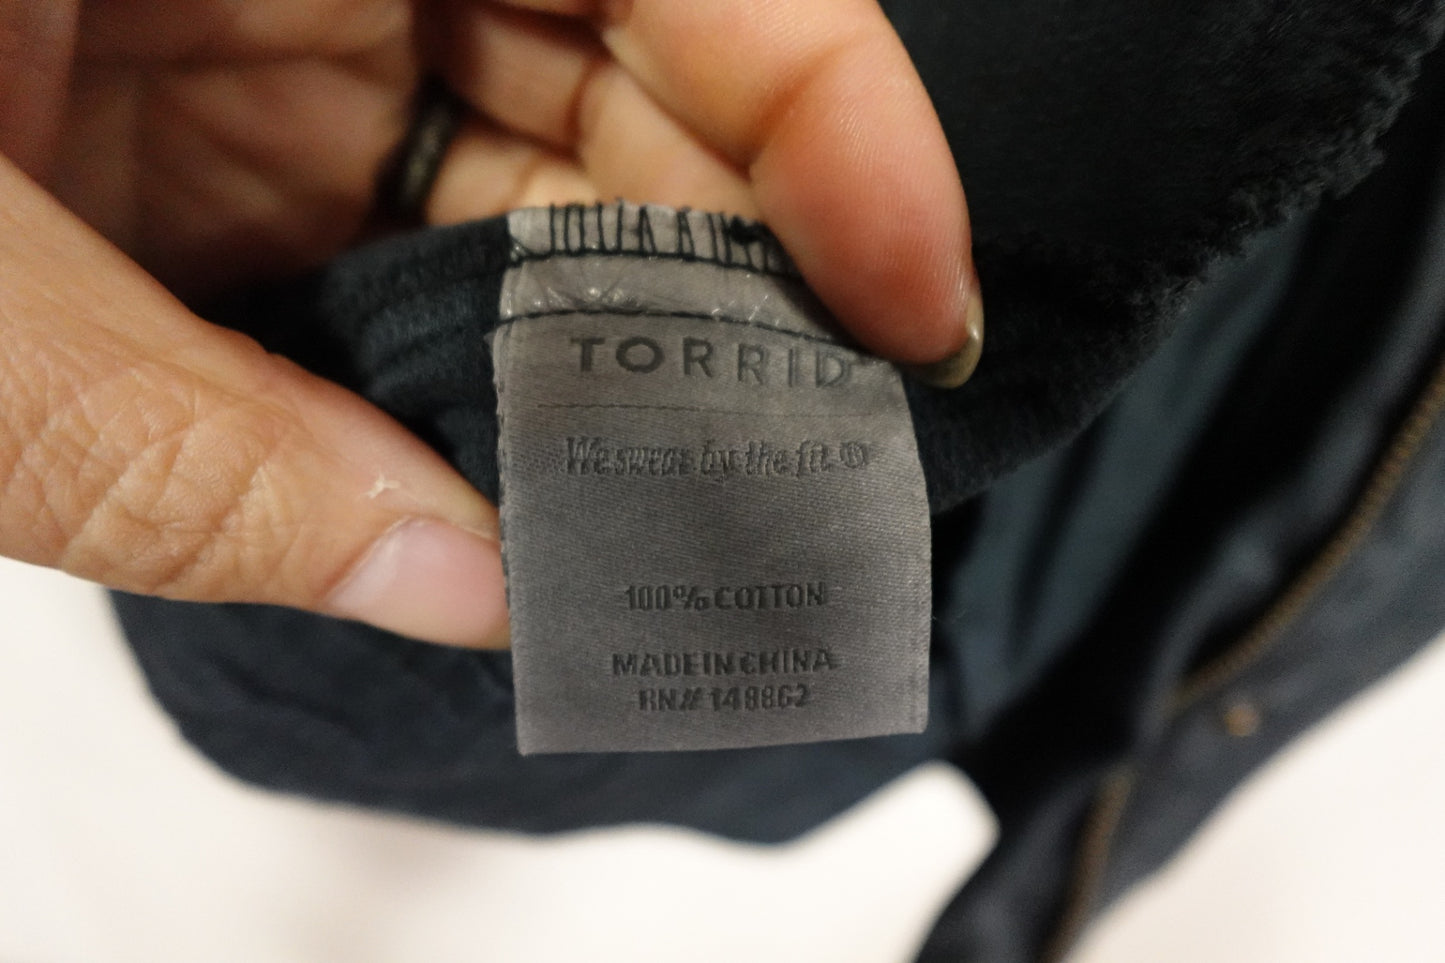 TORRID
We swear by the fit ®
100% COTTON
MADE IN CHINA
RN# 148862